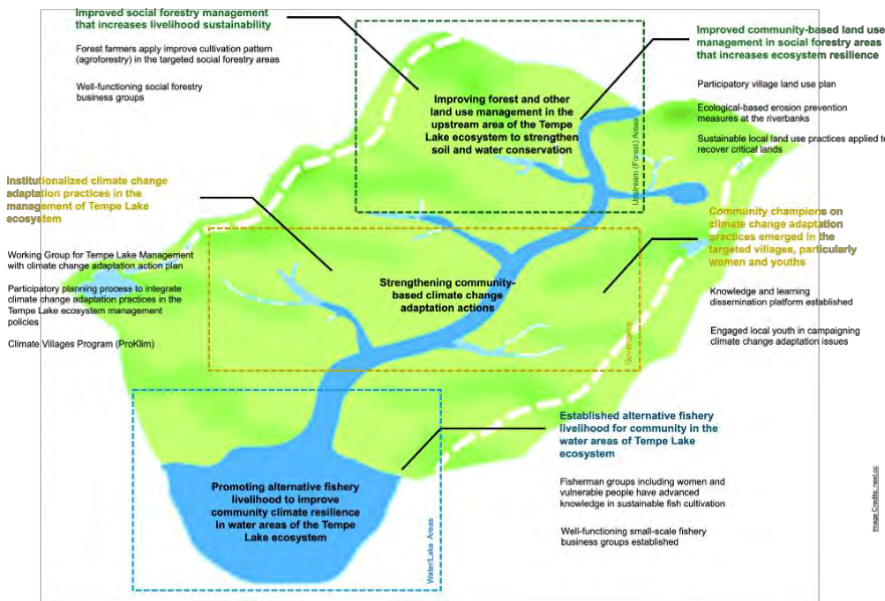 Improved social forestry management
that increases livelihood sustainability
Forest farmers apply improve cultivation pattern
(agroforestry) in the targeted social forestry areas
Well-functioning social forestry
business groups
Improved community-based land use
management in social forestry areas
that increases ecosystem resilience
Participatory village land use plan
Ecological-based erosion prevention
measures at the riverbanks
Sustainable local land use practices applied to
recover critical lands
Improving forest and other
land use management in the
upstream area of the Tempe
Lake ecosystem to strengthen
soil and water conservation
Upstream (Forest) Areas
Institutionalized climate change
adaptation practices in the
management of Tempe Lake
ecosystem
Working Group for Tempe Lake Management
with climate change adaptation action plan
Participatory planning process to integrate
climate change adaptation practices in the
Tempe Lake ecosystem management
policies
Climate Villages Program (ProKlim)
Strengthening community-
based climate change
adaptation actions
Governance
Community champions on
climate change adaptation
practices emerged in the
targeted villages, particularly
women and youths
Knowledge and learning
dissemination platform established
Engaged local youth in campaigning
climate change adaptation issues
Established alternative fishery
livelihood for community in the
water areas of Tempe Lake
ecosystem
Fisherman groups including women and
vulnerable people have advanced
knowledge in sustainable fish cultivation
Well-functioning small-scale fishery
business groups established
Promoting alternative fishery
livelihood to improve
community climate resilience
in water areas of the Tempe
Lake ecosystem
Water/Lake Areas
Image Credits: next.cc